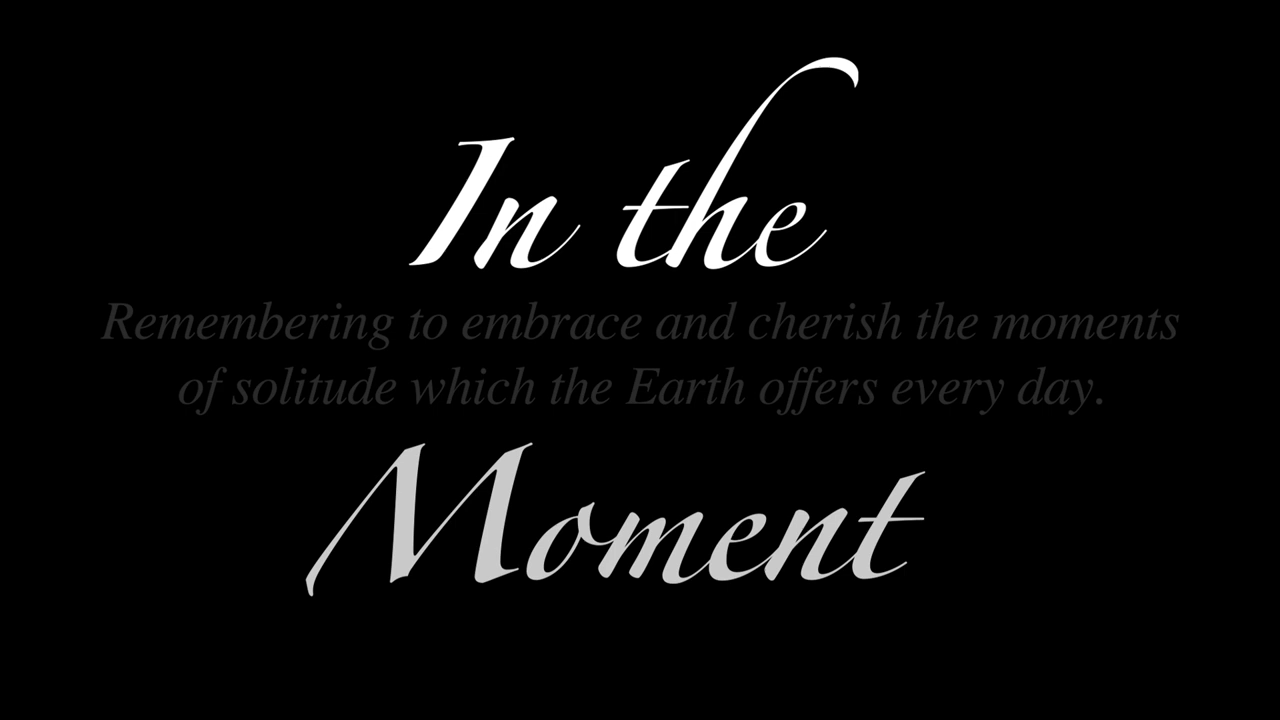 In the
Remembering to embrace and cherish the moments
of solitude which the Earth offers every day.
Moment